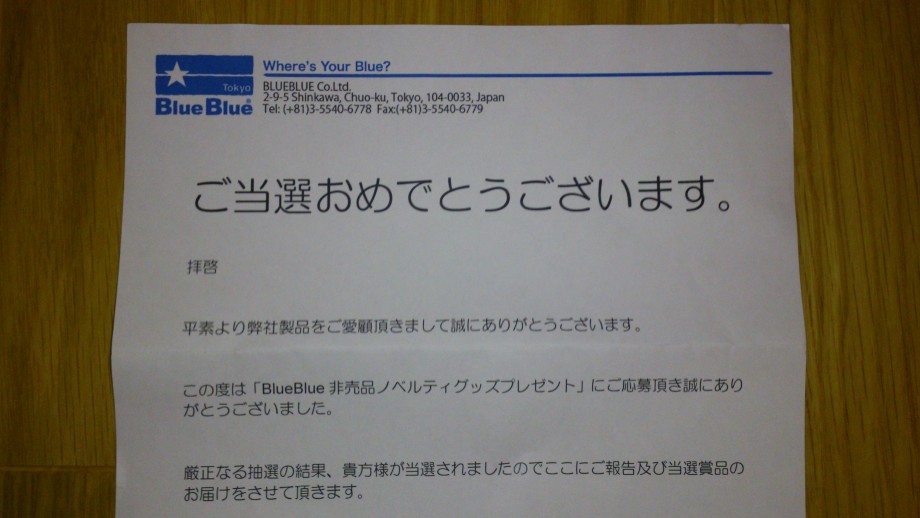 Tokyo
BlueBlue®
Where's Your Blue?
BLUEBLUE Co.Ltd.
2-9-5 Shinkawa, Chuo-ku, Tokyo, 104-0033, Japan
Tel: (+81)3-5540-6778 Fax:(+81)3-5540-6779
ご当選おめでとうございます。
拝啓
平素より弊社製品をご愛顧頂きまして誠にありがとうございます。
この度は「BlueBlue 非売品ノベルティグッズプレゼント」にご応募頂き誠にあり
がとうございました。
厳正なる抽選の結果、貴方様が当選されましたのでここにご報告及び当選賞品の
お届けをさせて頂きます。